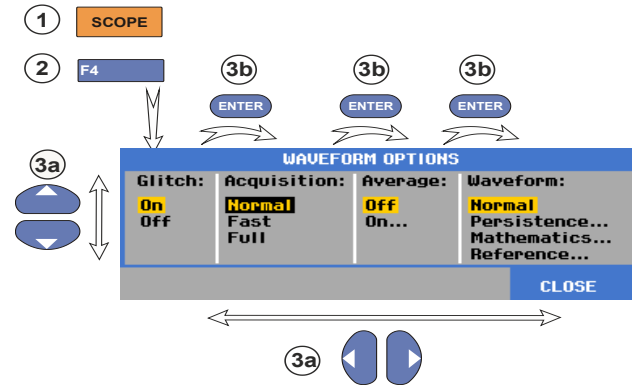 1 SCOPE
2 F4
3b 3b 3b
ENTER ENTER ENTER
3a
WAVEFORM OPTIONS
Glitch: Acquisition: Average: Waveform:
On Normal Off Normal
Off Fast On... Persistence...
Full Mathematics...
Reference...
CLOSE
3a